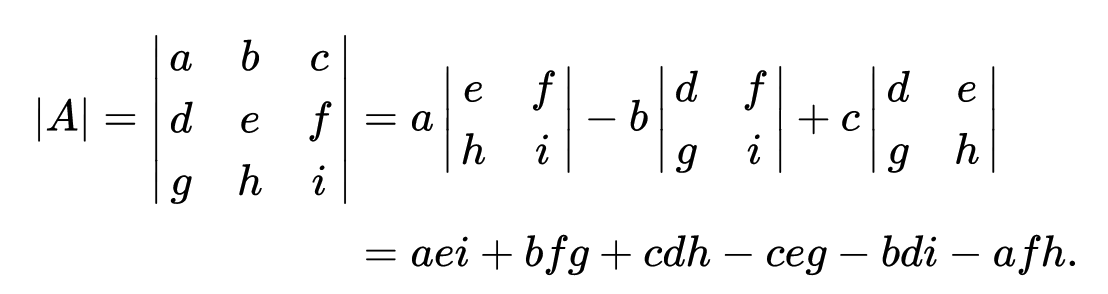 |A| = |a b c; d e f; g h i| = a |e f; h i| − b |d f; g i| + c |d e; g h|
= aei + bfg + cdh − ceg − bdi − afh.